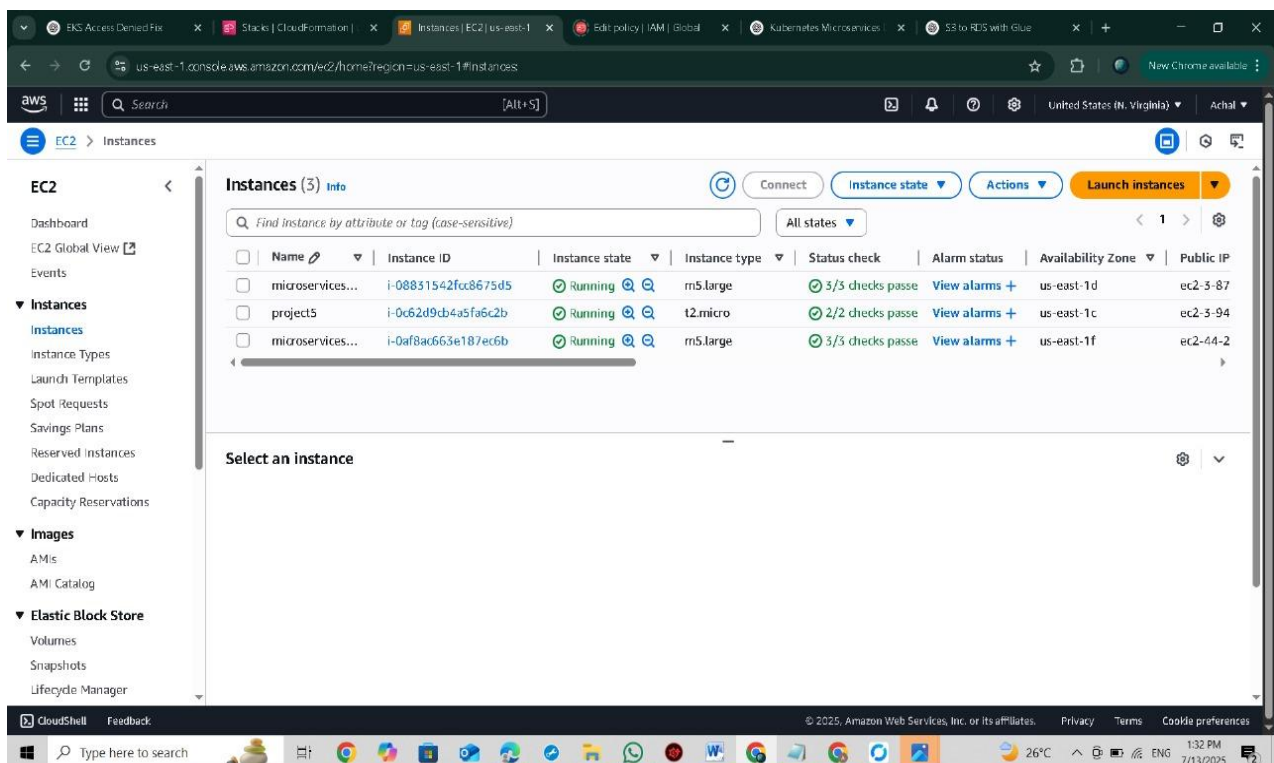 EKS Access Denied Fix
Stacks | CloudFormation |
Instances | EC2 | us-east-1
Edit policy | IAM | Global
Kubernetes Microservices
S3 to RDS with Glue
us-east-1.console.aws.amazon.com/ec2/home?region=us-east-1#Instances:
New Chrome available
aws
Search
[Alt+S]
United States (N. Virginia)
Achal
EC2 > Instances
EC2
Dashboard
EC2 Global View
Events
Instances
Instances
Instance Types
Launch Templates
Spot Requests
Savings Plans
Reserved Instances
Dedicated Hosts
Capacity Reservations
Images
AMIs
AMI Catalog
Elastic Block Store
Volumes
Snapshots
Lifecycle Manager
Instances (3) Info
Connect
Instance state
Actions
Launch instances
Find Instance by attribute or tag (case-sensitive)
All states
1
Name Instance ID Instance state Instance type Status check Alarm status Availability Zone Public IP
microservices... i-08831542fcc8675d5 Running m5.large 3/3 checks passe View alarms + us-east-1d ec2-3-87
project5 i-0c62d9cb4a5fa6c2b Running t2.micro 2/2 checks passe View alarms + us-east-1c ec2-3-94
microservices... i-0af8ac663e187ec6b Running m5.large 3/3 checks passe View alarms + us-east-1f ec2-44-2
Select an instance
CloudShell Feedback
© 2025, Amazon Web Services, Inc. or its affiliates. Privacy Terms Cookie preferences
Type here to search
26°C
ENG
1:32 PM
7/13/2025